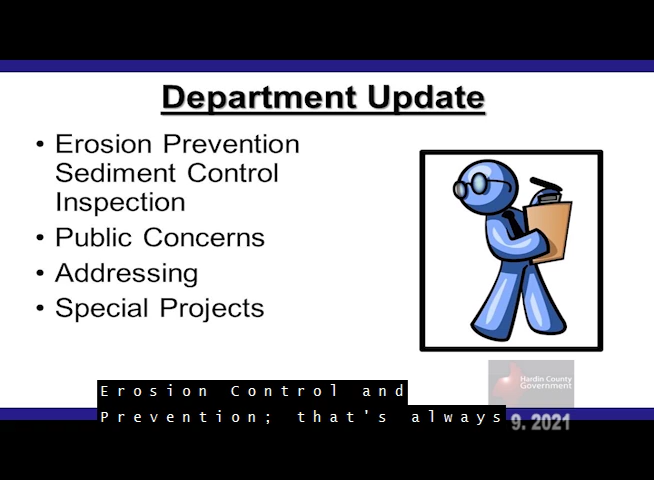 Department Update
• Erosion Prevention
Sediment Control
Inspection
• Public Concerns
• Addressing
• Special Projects
Hardin County
Government
Erosion Control and
Prevention; that's always
9. 2021